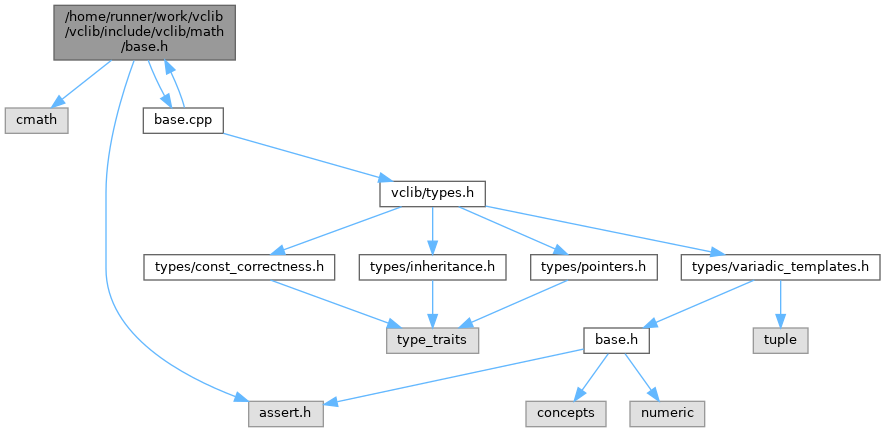 /home/runner/work/vclib
/vclib/include/vclib/math
/base.h
cmath
base.cpp
vclib/types.h
types/const_correctness.h
types/inheritance.h
types/pointers.h
types/variadic_templates.h
type_traits
base.h
tuple
assert.h
concepts
numeric